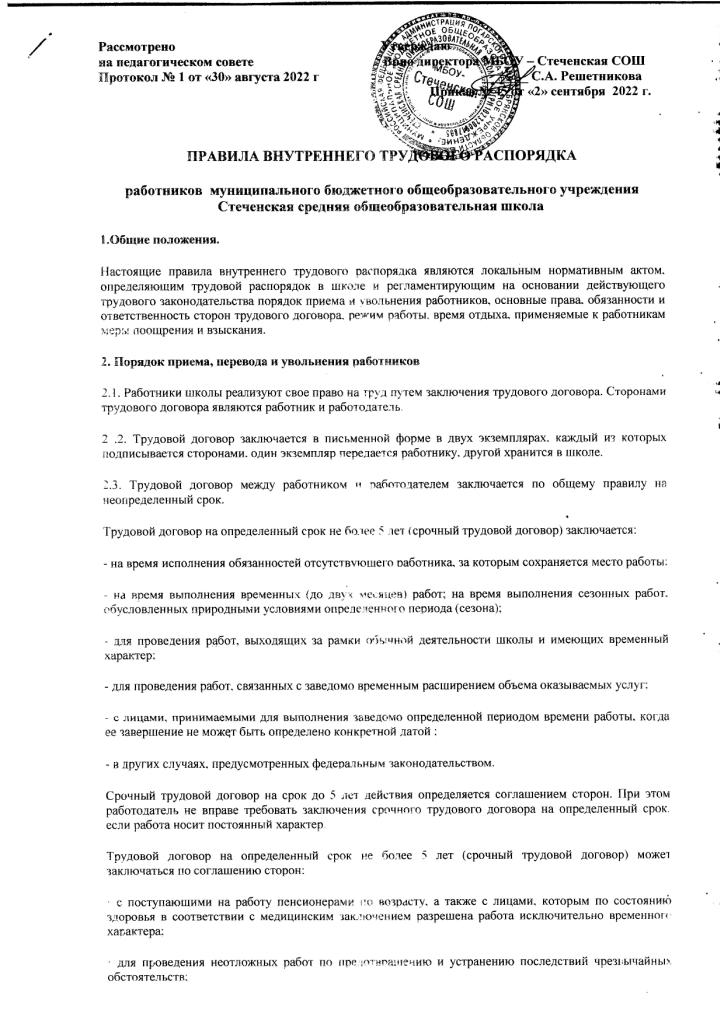 Рассмотрено
на педагогическом совете
Протокол № 1 от «30» августа 2022 г
Утверждаю
Врио директора МБОУ – Стеченская СОШ
С.А. Решетникова
Приказ от «2» сентября 2022 г.
МБОУ-
Стеченская
СОШ
ПРАВИЛА ВНУТРЕННЕГО ТРУДОВОГО РАСПОРЯДКА
работников муниципального бюджетного общеобразовательного учреждения
Стеченская средняя общеобразовательная школа
1.Общие положения.
Настоящие правила внутреннего трудового распорядка являются локальным нормативным актом,
определяющим трудовой распорядок в школе и регламентирующим на основании действующего
трудового законодательства порядок приема и увольнения работников, основные права, обязанности и
ответственность сторон трудового договора, режим работы, время отдыха, применяемые к работникам
меры поощрения и взыскания.
2. Порядок приема, перевода и увольнения работников
2.1. Работники школы реализуют свое право на труд путем заключения трудового договора. Сторонами
трудового договора являются работник и работодатель.
2 .2. Трудовой договор заключается в письменной форме в двух экземплярах, каждый из которых
подписывается сторонами, один экземпляр передается работнику, другой хранится в школе.
2.3. Трудовой договор между работником и работодателем заключается по общему правилу на
неопределенный срок.
Трудовой договор на определенный срок не более 5 лет (срочный трудовой договор) заключается:
- на время исполнения обязанностей отсутствующего работника, за которым сохраняется место работы;
- на время выполнения временных (до двух месяцев) работ; на время выполнения сезонных работ,
обусловленных природными условиями определенного периода (сезона);
- для проведения работ, выходящих за рамки обычной деятельности школы и имеющих временный
характер;
- для проведения работ, связанных с заведомо временным расширением объема оказываемых услуг;
- с лицами, принимаемыми для выполнения заведомо определенной периодом времени работы, когда
ее завершение не может быть определено конкретной датой ;
- в других случаях, предусмотренных федеральным законодательством.
Срочный трудовой договор на срок до 5 лет действия определяется соглашением сторон. При этом
работодатель не вправе требовать заключения срочного трудового договора на определенный срок,
если работа носит постоянный характер
Трудовой договор на определенный срок не более 5 лет (срочный трудовой договор) может
заключаться по соглашению сторон:
- с поступающими на работу пенсионерами по возрасту, а также с лицами, которым по состоянию
здоровья в соответствии с медицинским заключением разрешена работа исключительно временного
характера;
- для проведения неотложных работ по предотвращению и устранению последствий чрезвычайных
обстоятельств;